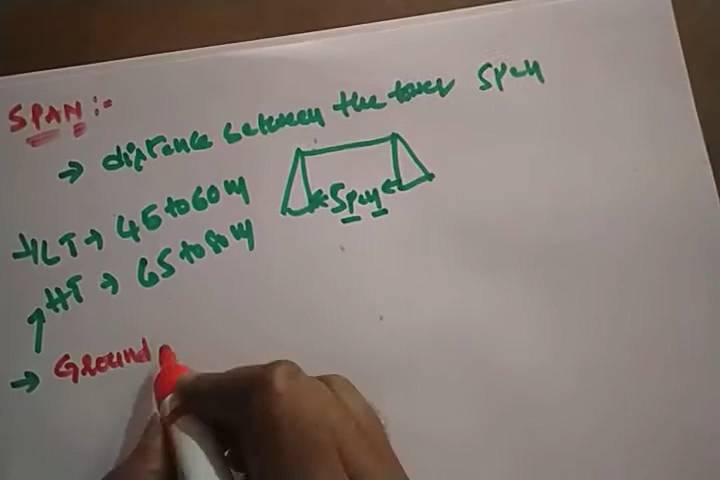 SPAN :-
→ distance between the tower span
LT → 45 to 60 m
HT → 65 to 80 m
Span
→ Ground